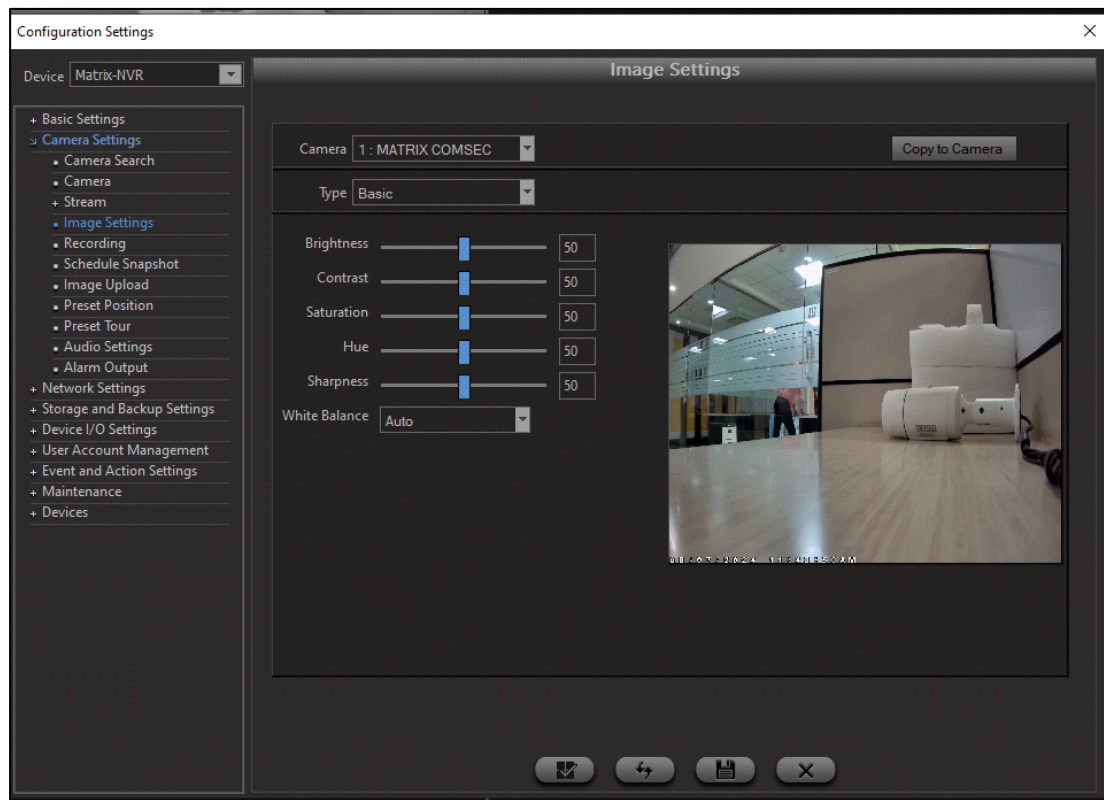 Configuration Settings
Device Matrix-NVR
+ Basic Settings
Camera Settings
• Camera Search
• Camera
+ Stream
• Image Settings
• Recording
• Schedule Snapshot
• Image Upload
• Preset Position
• Preset Tour
• Audio Settings
• Alarm Output
+ Network Settings
+ Storage and Backup Settings
+ Device I/O Settings
+ User Account Management
+ Event and Action Settings
+ Maintenance
+ Devices
Image Settings
Camera 1 : MATRIX COMSEC Copy to Camera
Type Basic
Brightness 50
Contrast 50
Saturation 50
Hue 50
Sharpness 50
White Balance Auto